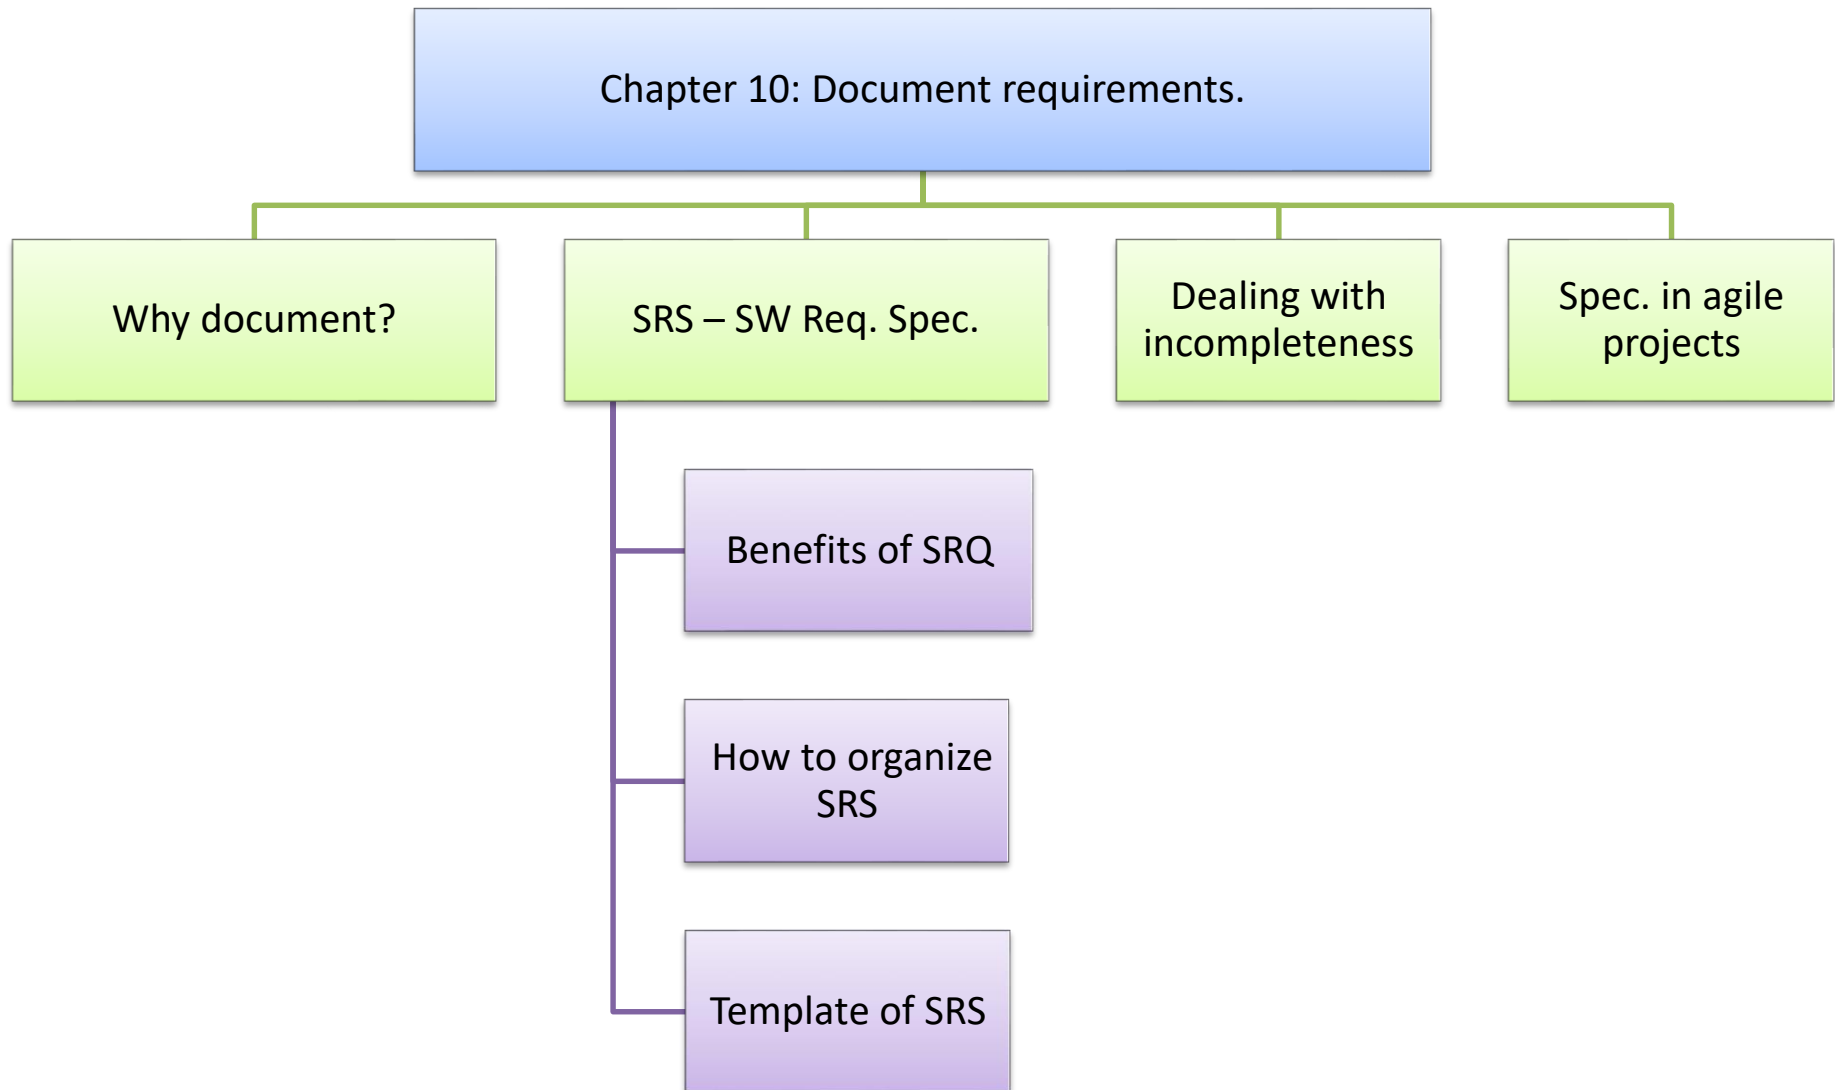 Chapter 10: Document requirements.
Why document?
SRS – SW Req. Spec.
Dealing with
incompleteness
Spec. in agile
projects
Benefits of SRQ
How to organize
SRS
Template of SRS